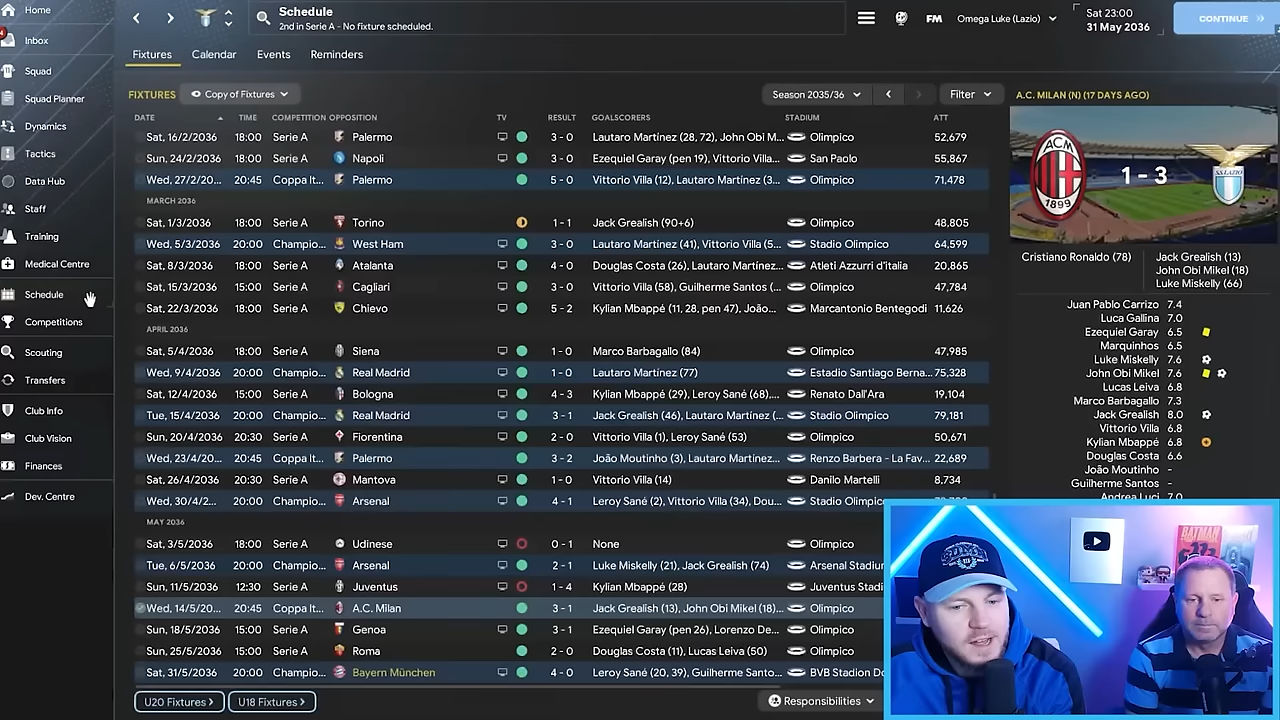 Home
Schedule
2nd in Serie A - No fixture scheduled.
FM
Omega Luke (Lazio)
Sat 23:00
31 May 2036
CONTINUE
4
Inbox
Squad
Squad Planner
Dynamics
Tactics
Data Hub
Staff
Training
Medical Centre
Schedule
Competitions
Scouting
Transfers
Club Info
Club Vision
Finances
Dev. Centre
Fixtures Calendar Events Reminders
FIXTURES Copy of Fixtures Season 2035/36 Filter
DATE TIME COMPETITION OPPOSITION TV RESULT GOALSCORERS STADIUM ATT
Sat, 16/2/2036 18:00 Serie A Palermo 3 - 0 Lautaro Martínez (28, 72), John Obi M... Olimpico 52,679
Sun, 24/2/2036 18:00 Serie A Napoli 3 - 0 Ezequiel Garay (pen 19), Vittorio Villa... San Paolo 55,867
Wed, 27/2/20... 20:45 Coppa It... Palermo 5 - 0 Vittorio Villa (12), Lautaro Martínez (3... Olimpico 71,478
MARCH 2036
Sat, 1/3/2036 18:00 Serie A Torino 1 - 1 Jack Grealish (90+6) Olimpico 48,805
Wed, 5/3/2036 20:00 Champio... West Ham 3 - 0 Lautaro Martínez (41), Vittorio Villa (5... Stadio Olimpico 64,599
Sat, 8/3/2036 18:00 Serie A Atalanta 4 - 0 Douglas Costa (26), Lautaro Martínez... Atleti Azzurri d'italia 20,865
Sat, 15/3/2036 15:00 Serie A Cagliari 3 - 0 Vittorio Villa (58), Guilherme Santos (... Olimpico 47,784
Sat, 22/3/2036 18:00 Serie A Chievo 5 - 2 Kylian Mbappé (11, 28, pen 47), João... Marcantonio Bentegodi 11,626
APRIL 2036
Sat, 5/4/2036 18:00 Serie A Siena 1 - 0 Marco Barbagallo (84) Olimpico 47,985
Wed, 9/4/2036 20:00 Champio... Real Madrid 1 - 0 Lautaro Martínez (77) Estadio Santiago Berna... 75,328
Sat, 12/4/2036 15:00 Serie A Bologna 4 - 3 Kylian Mbappé (29), Leroy Sané (68),... Renato Dall'Ara 19,104
Tue, 15/4/2036 20:00 Champio... Real Madrid 3 - 1 Jack Grealish (46), Lautaro Martínez (... Stadio Olimpico 79,181
Sun, 20/4/2036 20:30 Serie A Fiorentina 2 - 0 Vittorio Villa (1), Leroy Sané (53) Olimpico 50,671
Wed, 23/4/20... 20:45 Coppa It... Palermo 3 - 2 João Moutinho (3), Lautaro Martínez... Renzo Barbera - La Fav... 22,689
Sat, 26/4/2036 20:30 Serie A Mantova 1 - 0 Vittorio Villa (14) Danilo Martelli 8,734
Wed, 30/4/2... 20:00 Champio... Arsenal 4 - 1 Leroy Sané (2), Vittorio Villa (34), Dou... Stadio Olimpico
MAY 2036
Sat, 3/5/2036 18:00 Serie A Udinese 0 - 1 None Olimpico
Tue, 6/5/2036 20:00 Champio... Arsenal 2 - 1 Luke Miskelly (21), Jack Grealish (74) Arsenal Stadium
Sun, 11/5/2036 12:30 Serie A Juventus 1 - 4 Kylian Mbappé (28) Juventus Stadi
Wed, 14/5/20... 20:45 Coppa It... A.C. Milan 3 - 1 Jack Grealish (13), John Obi Mikel (18)... Olimpico
Sun, 18/5/2036 15:00 Serie A Genoa 3 - 1 Ezequiel Garay (pen 26), Lorenzo De... Olimpico
Sun, 25/5/2036 15:00 Serie A Roma 2 - 0 Douglas Costa (11), Lucas Leiva (50) Olimpico
Sat, 31/5/2036 20:00 Champio... Bayern München 4 - 0 Leroy Sané (20, 39), Guilherme Santo... BVB Stadion Do
U20 Fixtures > U18 Fixtures > Responsibilities
A.C. MILAN (N) (17 DAYS AGO)
ACM
1899
1 - 3
S.S.LAZIO
Cristiano Ronaldo (78)
Jack Grealish (13)
John Obi Mikel (18)
Luke Miskelly (66)
Juan Pablo Carrizo 7.4
Luca Gallina 7.0
Ezequiel Garay 6.5
Marquinhos 6.5
Luke Miskelly 7.6
John Obi Mikel 7.6
Lucas Leiva 6.8
Marco Barbagallo 7.3
Jack Grealish 8.0
Vittorio Villa 6.8
Kylian Mbappé 6.8
Douglas Costa 6.6
João Moutinho -
Guilherme Santos -
Andrea Luci 7.0
BATMAN